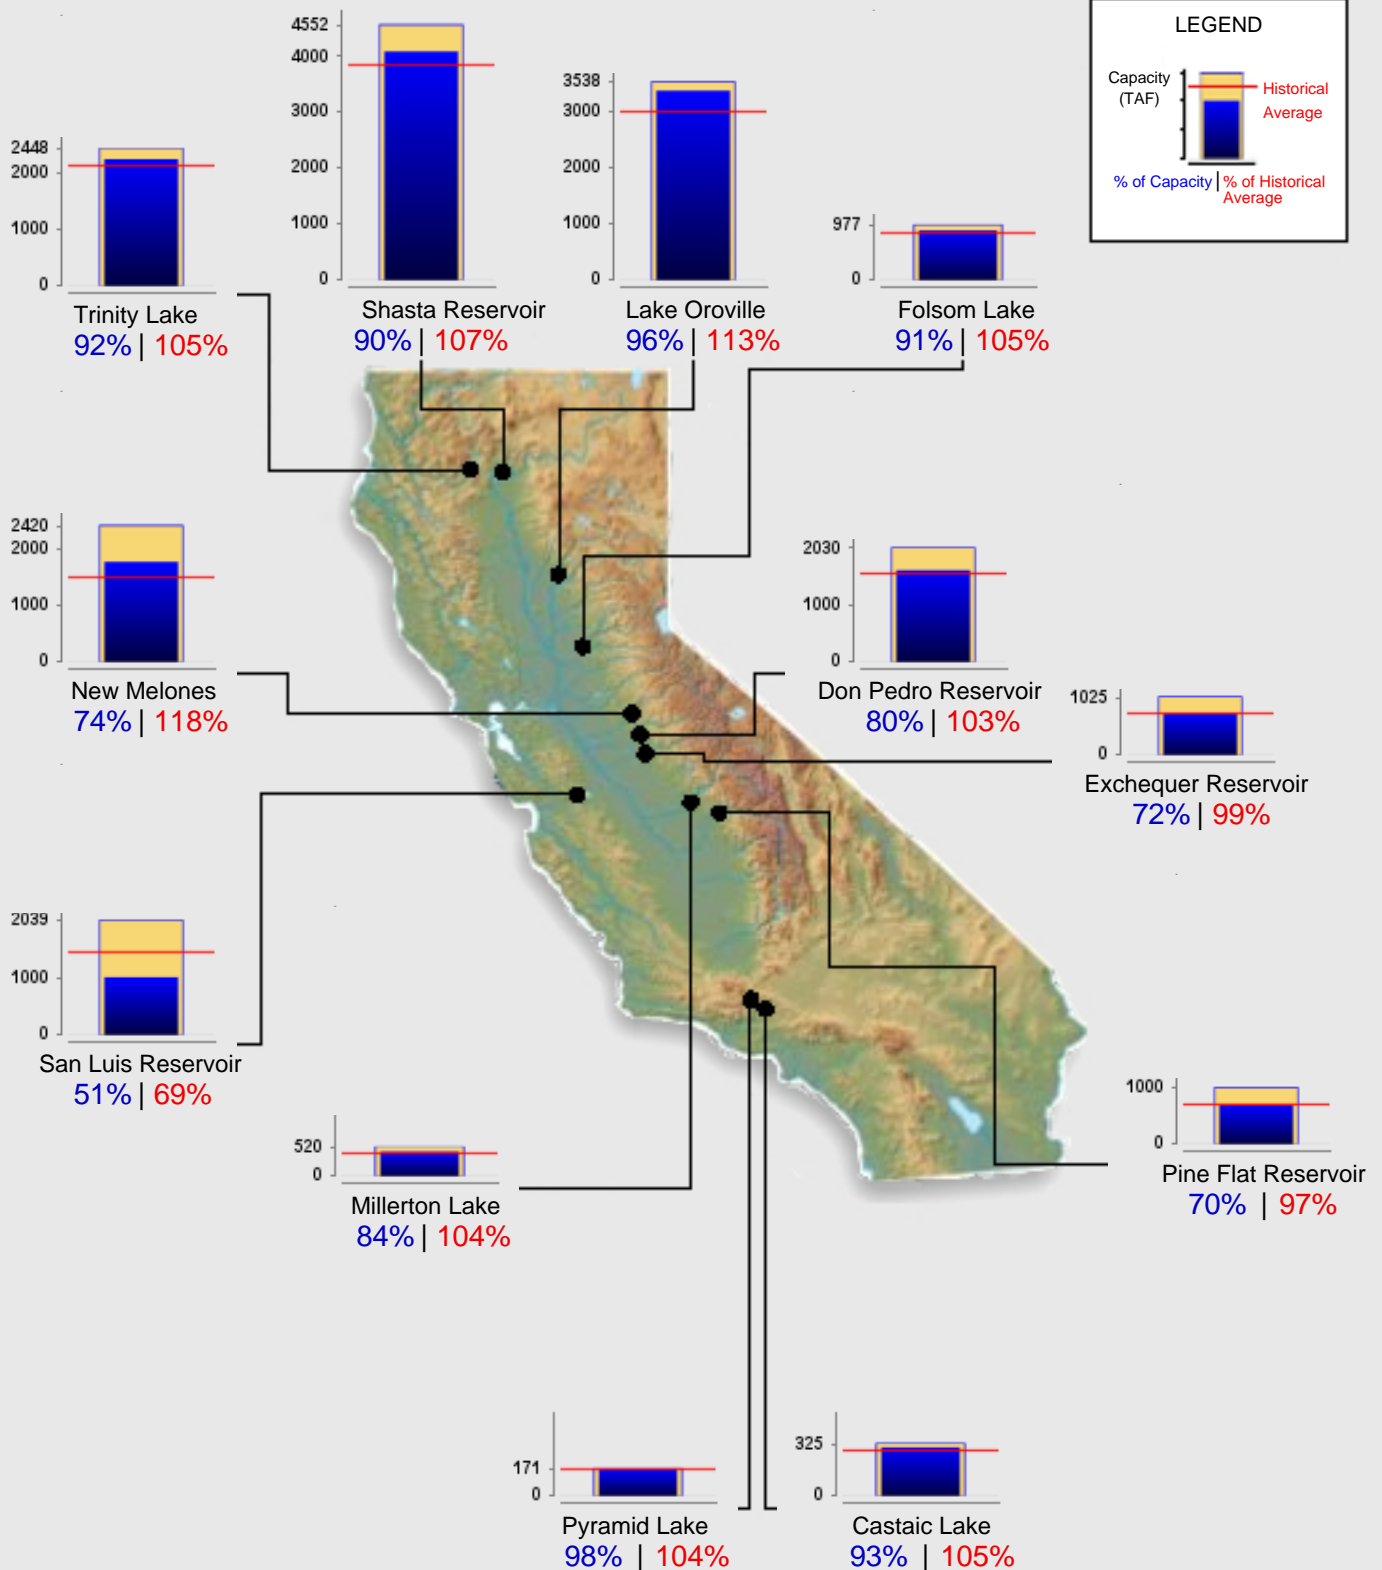 LEGEND
Capacity
(TAF)
Historical
Average
% of Capacity | % of Historical
Average
4552
4000
3000
2000
1000
0
Shasta Reservoir
90% | 107%
3538
3000
2000
1000
0
Lake Oroville
96% | 113%
2448
2000
1000
0
Trinity Lake
92% | 105%
977
0
Folsom Lake
91% | 105%
2420
2000
1000
0
New Melones
74% | 118%
2030
1000
0
Don Pedro Reservoir
80% | 103%
1025
0
Exchequer Reservoir
72% | 99%
2039
1000
0
San Luis Reservoir
51% | 69%
520
0
Millerton Lake
84% | 104%
1000
0
Pine Flat Reservoir
70% | 97%
171
0
Pyramid Lake
98% | 104%
325
0
Castaic Lake
93% | 105%